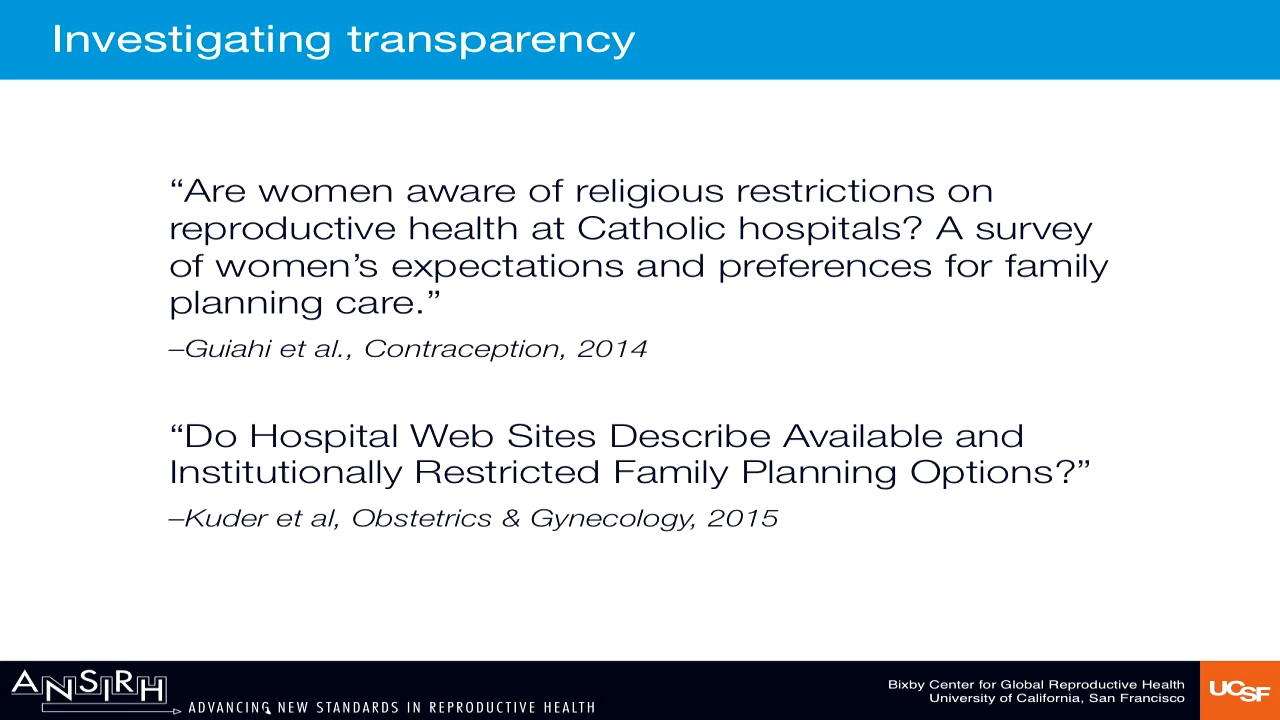 Investigating transparency
“Are women aware of religious restrictions on
reproductive health at Catholic hospitals? A survey
of women’s expectations and preferences for family
planning care.”
–Guiahi et al., Contraception, 2014
“Do Hospital Web Sites Describe Available and
Institutionally Restricted Family Planning Options?”
–Kuder et al, Obstetrics & Gynecology, 2015
ANSIRH
ADVANCING NEW STANDARDS IN REPRODUCTIVE HEALTH
Bixby Center for Global Reproductive Health
University of California, San Francisco
UCSF